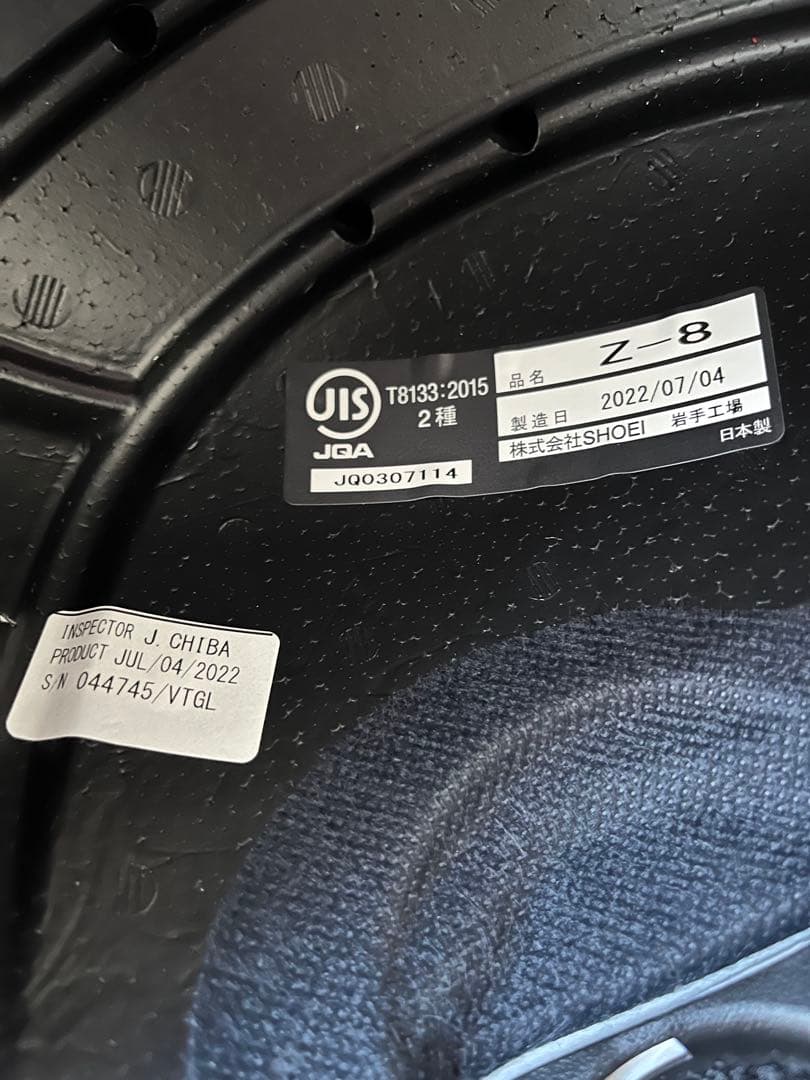 JIS
T8133:2015
2種
JQA
JQ0307114
品名 Z-8
製造日 2022/07/04
株式会社SHOEI 岩手工場
日本製
INSPECTOR J. CHIBA
PRODUCT JUL/04/2022
S/N 044745/VTGL